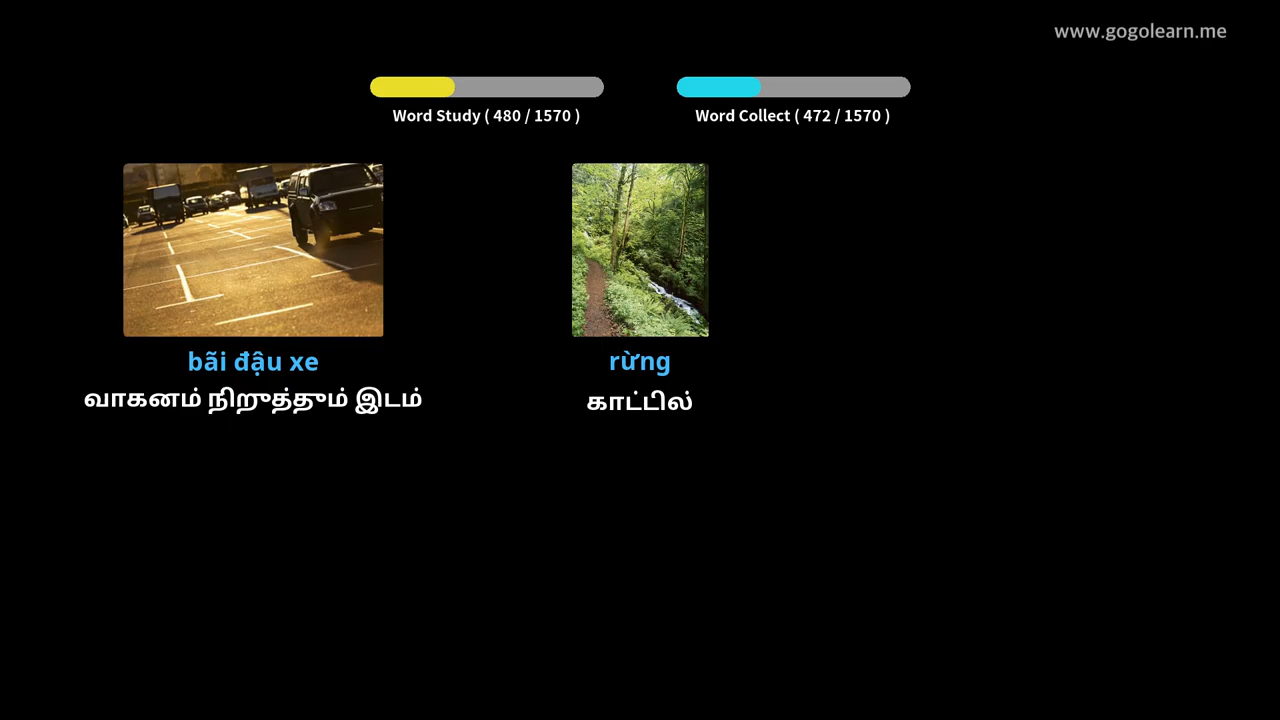 www.gogolearn.me
Word Study ( 480 / 1570 )
Word Collect ( 472 / 1570 )
bãi đậu xe
வாகனம் நிறுத்தும் இடம்
rừng
காட்டில்